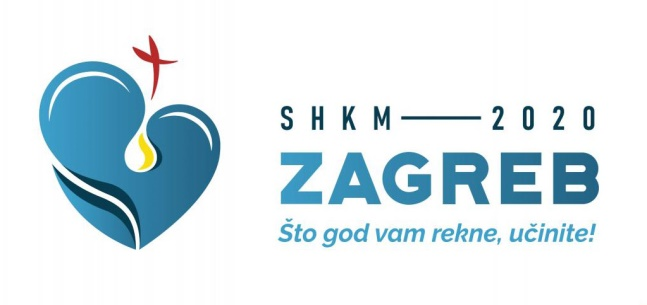 SHKM — 2020
ZAGREB
Što god vam rekne, učinite!